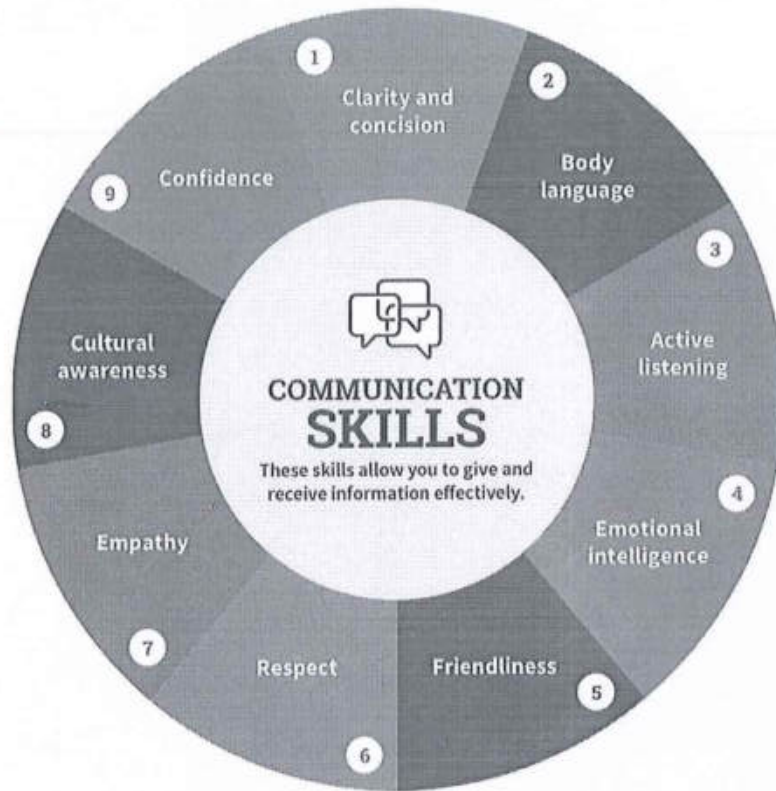 COMMUNICATION
SKILLS
These skills allow you to give and
receive information effectively.
1
Clarity and
concision
2
Body
language
3
Active
listening
4
Emotional
intelligence
5
Friendliness
6
Respect
7
Empathy
8
Cultural
awareness
9
Confidence